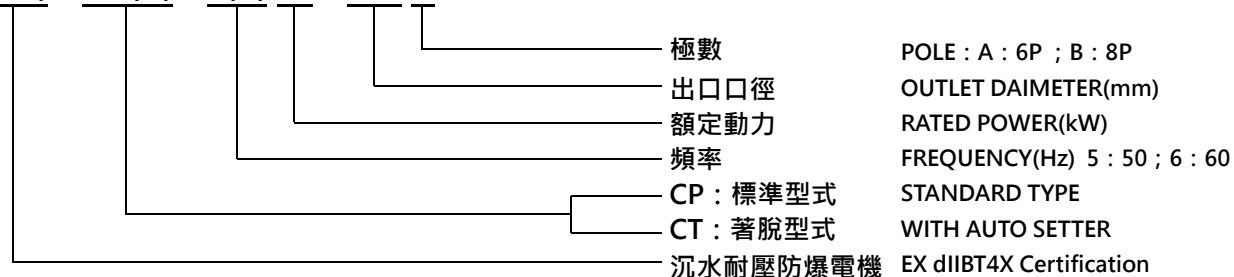 極數 POLE：A：6P ；B：8P
出口口徑 OUTLET DAIMETER(mm)
額定動力 RATED POWER(kW)
頻率 FREQUENCY(Hz) 5：50；6：60
CP：標準型式 STANDARD TYPE
CT：著脫型式 WITH AUTO SETTER
沉水耐壓防爆電機 EX dIIBT4X Certification